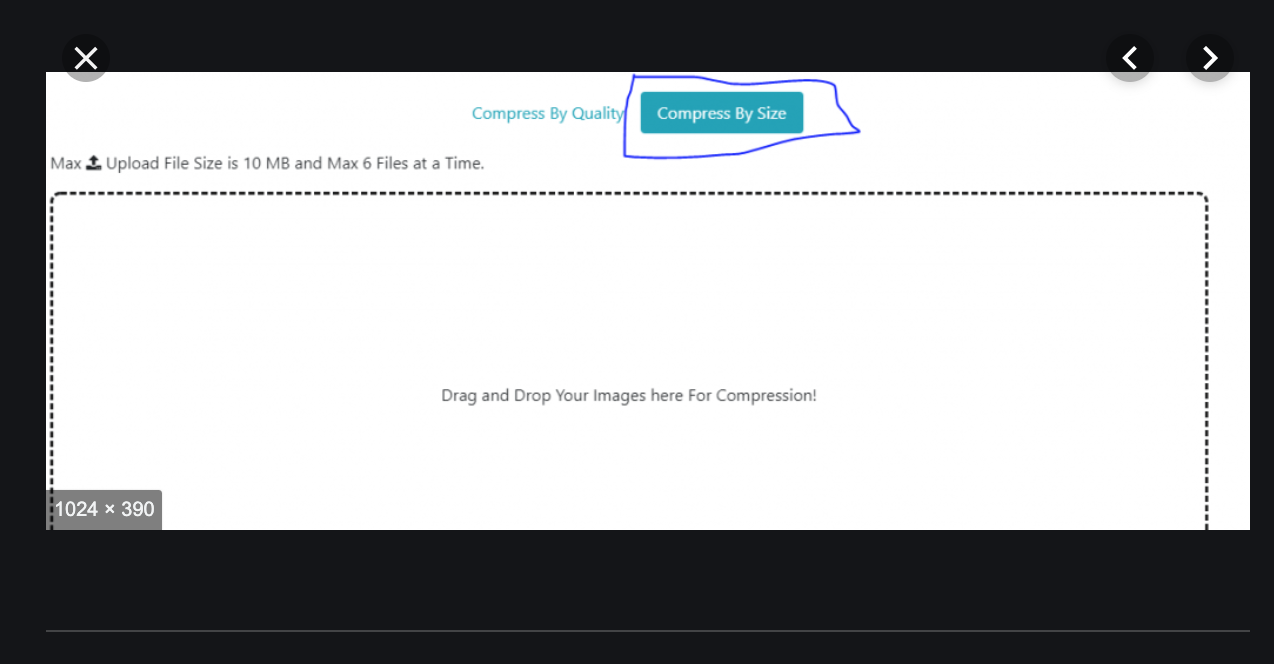 Compress By Quality Compress By Size
Max Upload File Size is 10 MB and Max 6 Files at a Time.
Drag and Drop Your Images here For Compression!
1024 × 390